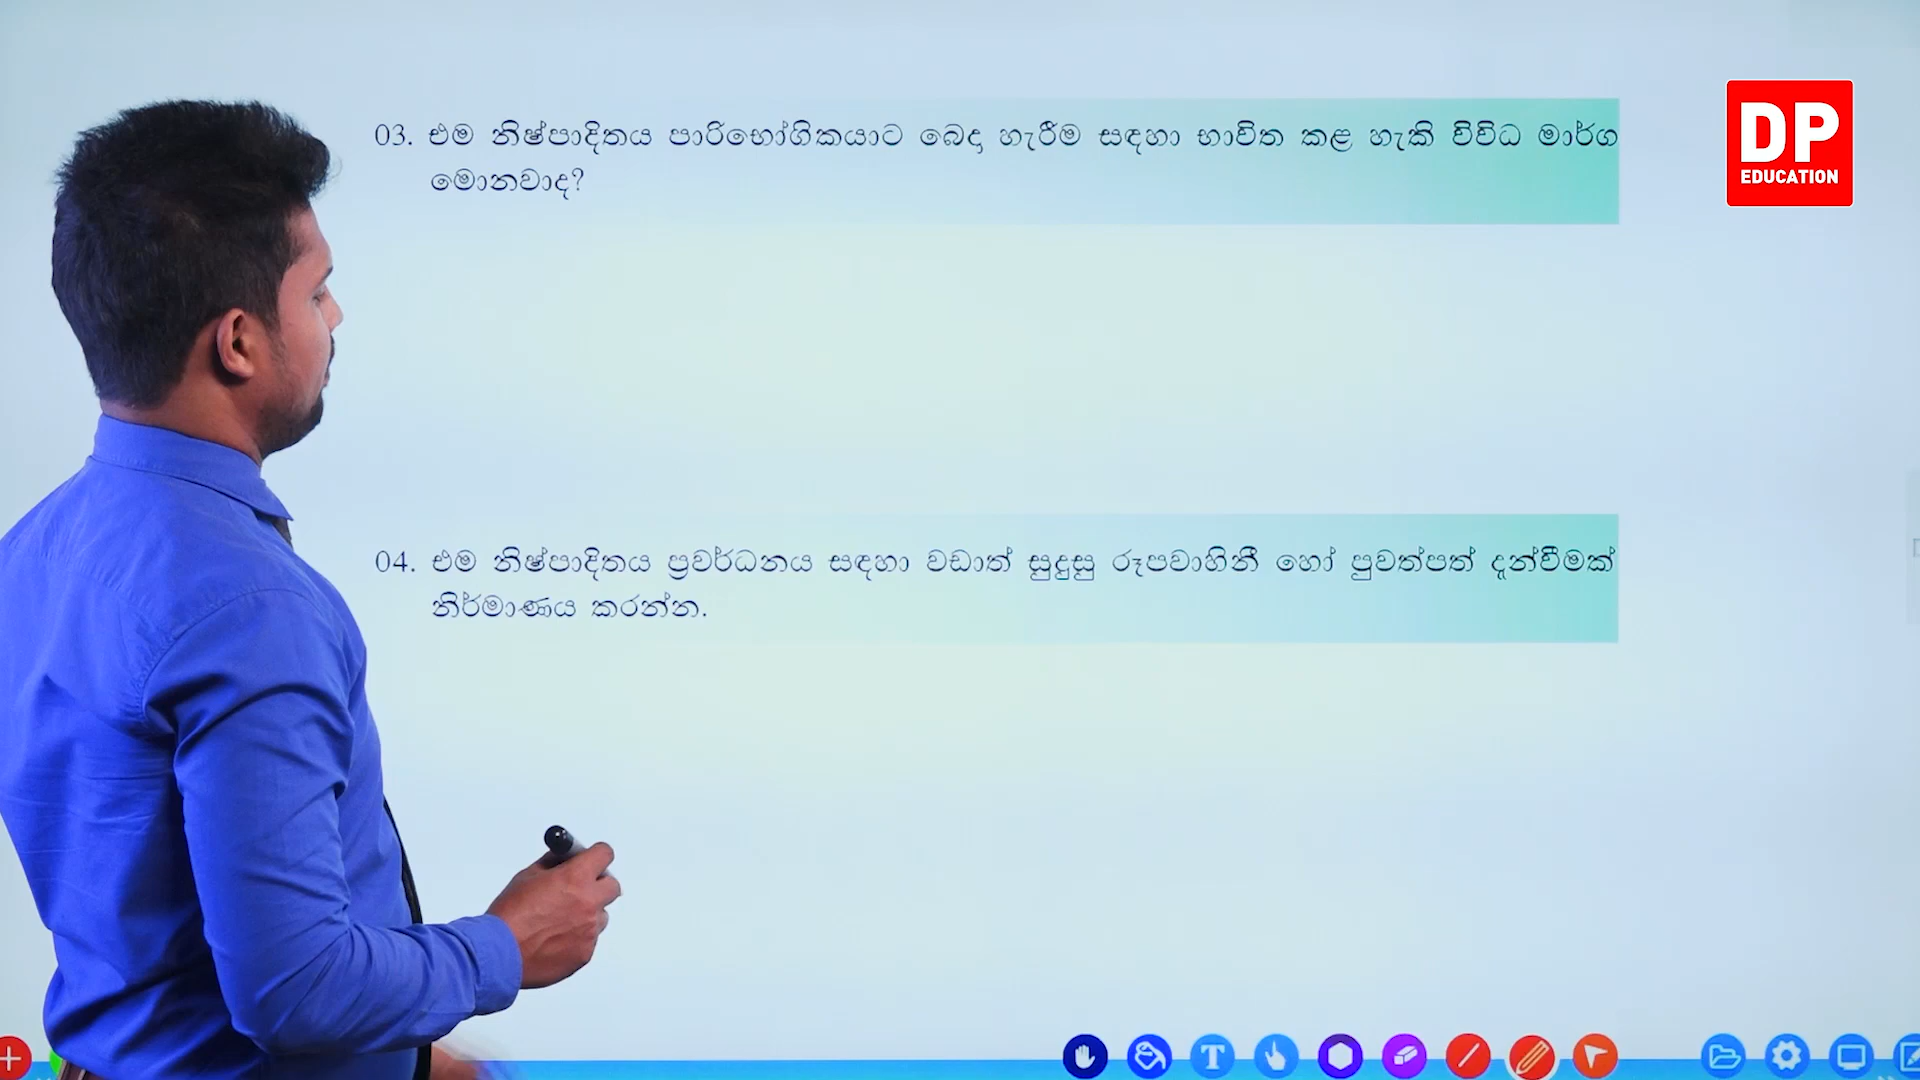 03. එම නිෂ්පාදිතය පාරිභෝගිකයාට බෙදා හැරීම සඳහා භාවිත කළ හැකි විවිධ මාර්ග
මොනවාද?
DP
EDUCATION
04. එම නිෂ්පාදිතය ප්‍රවර්ධනය සඳහා වඩාත් සුදුසු රූපවාහිනී හෝ පුවත්පත් දැන්වීමක්
නිර්මාණය කරන්න.
T